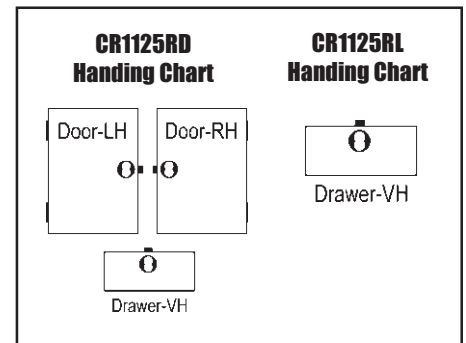 CR1125RD
Handing Chart
Door-LH
Door-RH
Drawer-VH
CR1125RL
Handing Chart
Drawer-VH